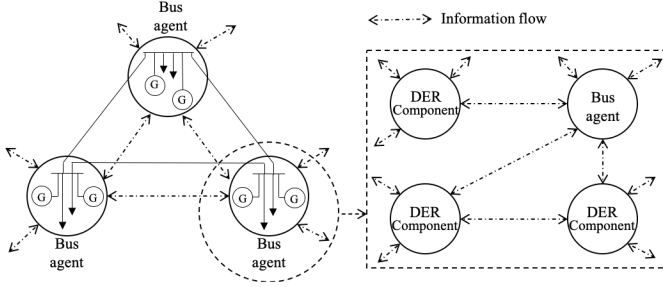 Bus
agent
Information flow
G
G
DER
Component
Bus
agent
G
G
G
G
DER
Component
DER
Component
Bus
agent
Bus
agent